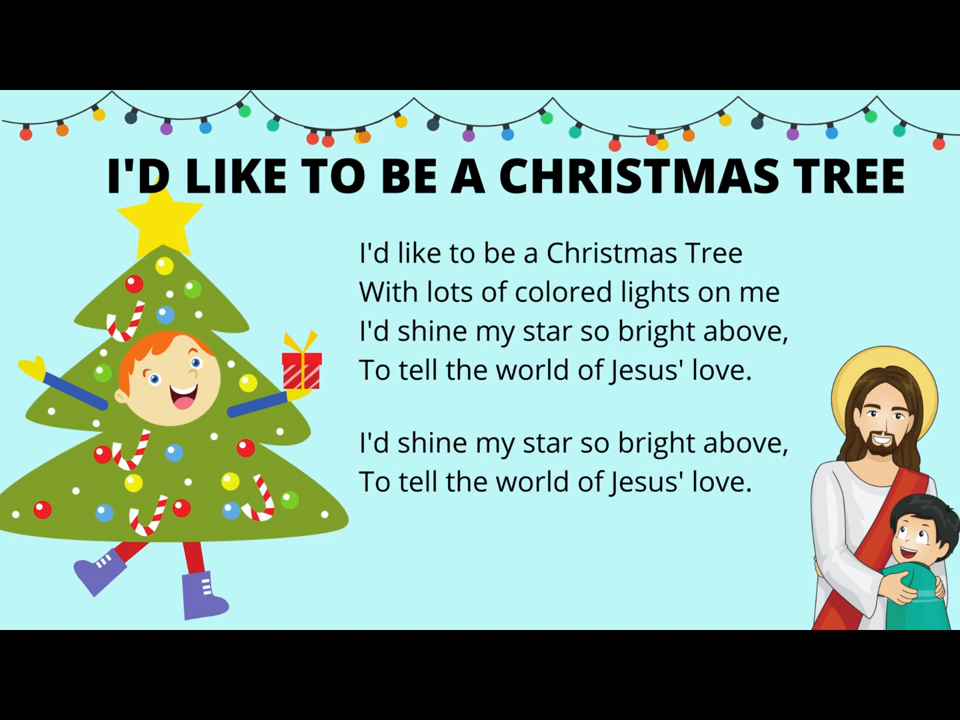 I'D LIKE TO BE A CHRISTMAS TREE
I'd like to be a Christmas Tree
With lots of colored lights on me
I'd shine my star so bright above,
To tell the world of Jesus' love.
I'd shine my star so bright above,
To tell the world of Jesus' love.